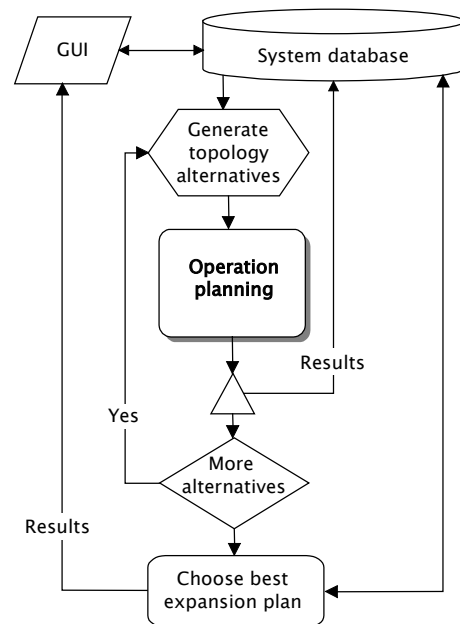 GUI
System database
Generate
topology
alternatives
Operation
planning
Results
Yes
More
alternatives
Results
Choose best
expansion plan